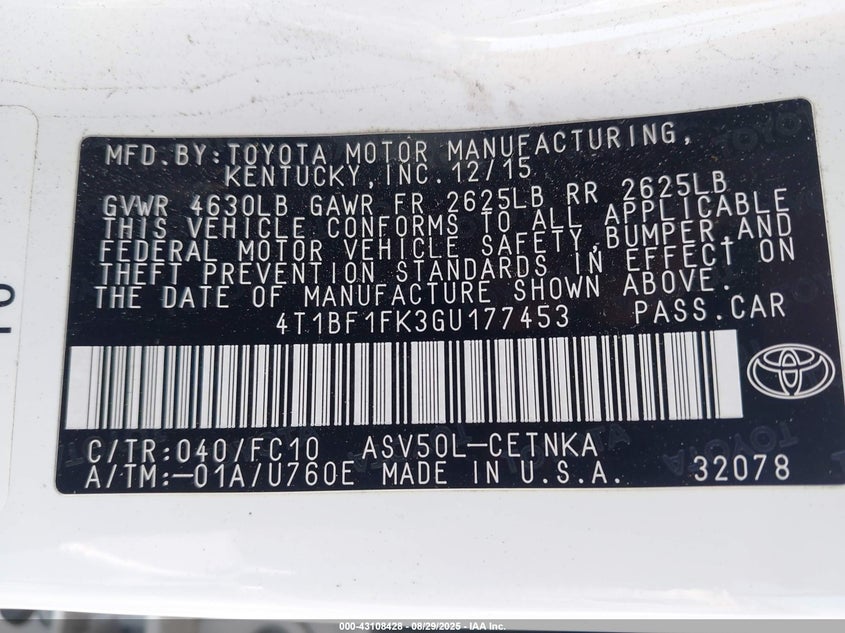 MFD.BY:TOYOTA MOTOR MANUFACTURING,
KENTUCKY,INC. 12/15
GVWR 4630LB GAWR FR 2625LB RR 2625LB
THIS VEHICLE CONFORMS TO ALL APPLICABLE
FEDERAL MOTOR VEHICLE SAFETY,BUMPER,AND
THEFT PREVENTION STANDARDS IN EFFECT ON
THE DATE OF MANUFACTURE SHOWN ABOVE.
4T1BF1FK3GU177453 PASS.CAR
C/TR:040/FC10 ASV50L-CETNKA
A/TM:-01A/U760E MADE IN U.S.A. 32078
000-43108428 - 08/29/2025 - IAA Inc.